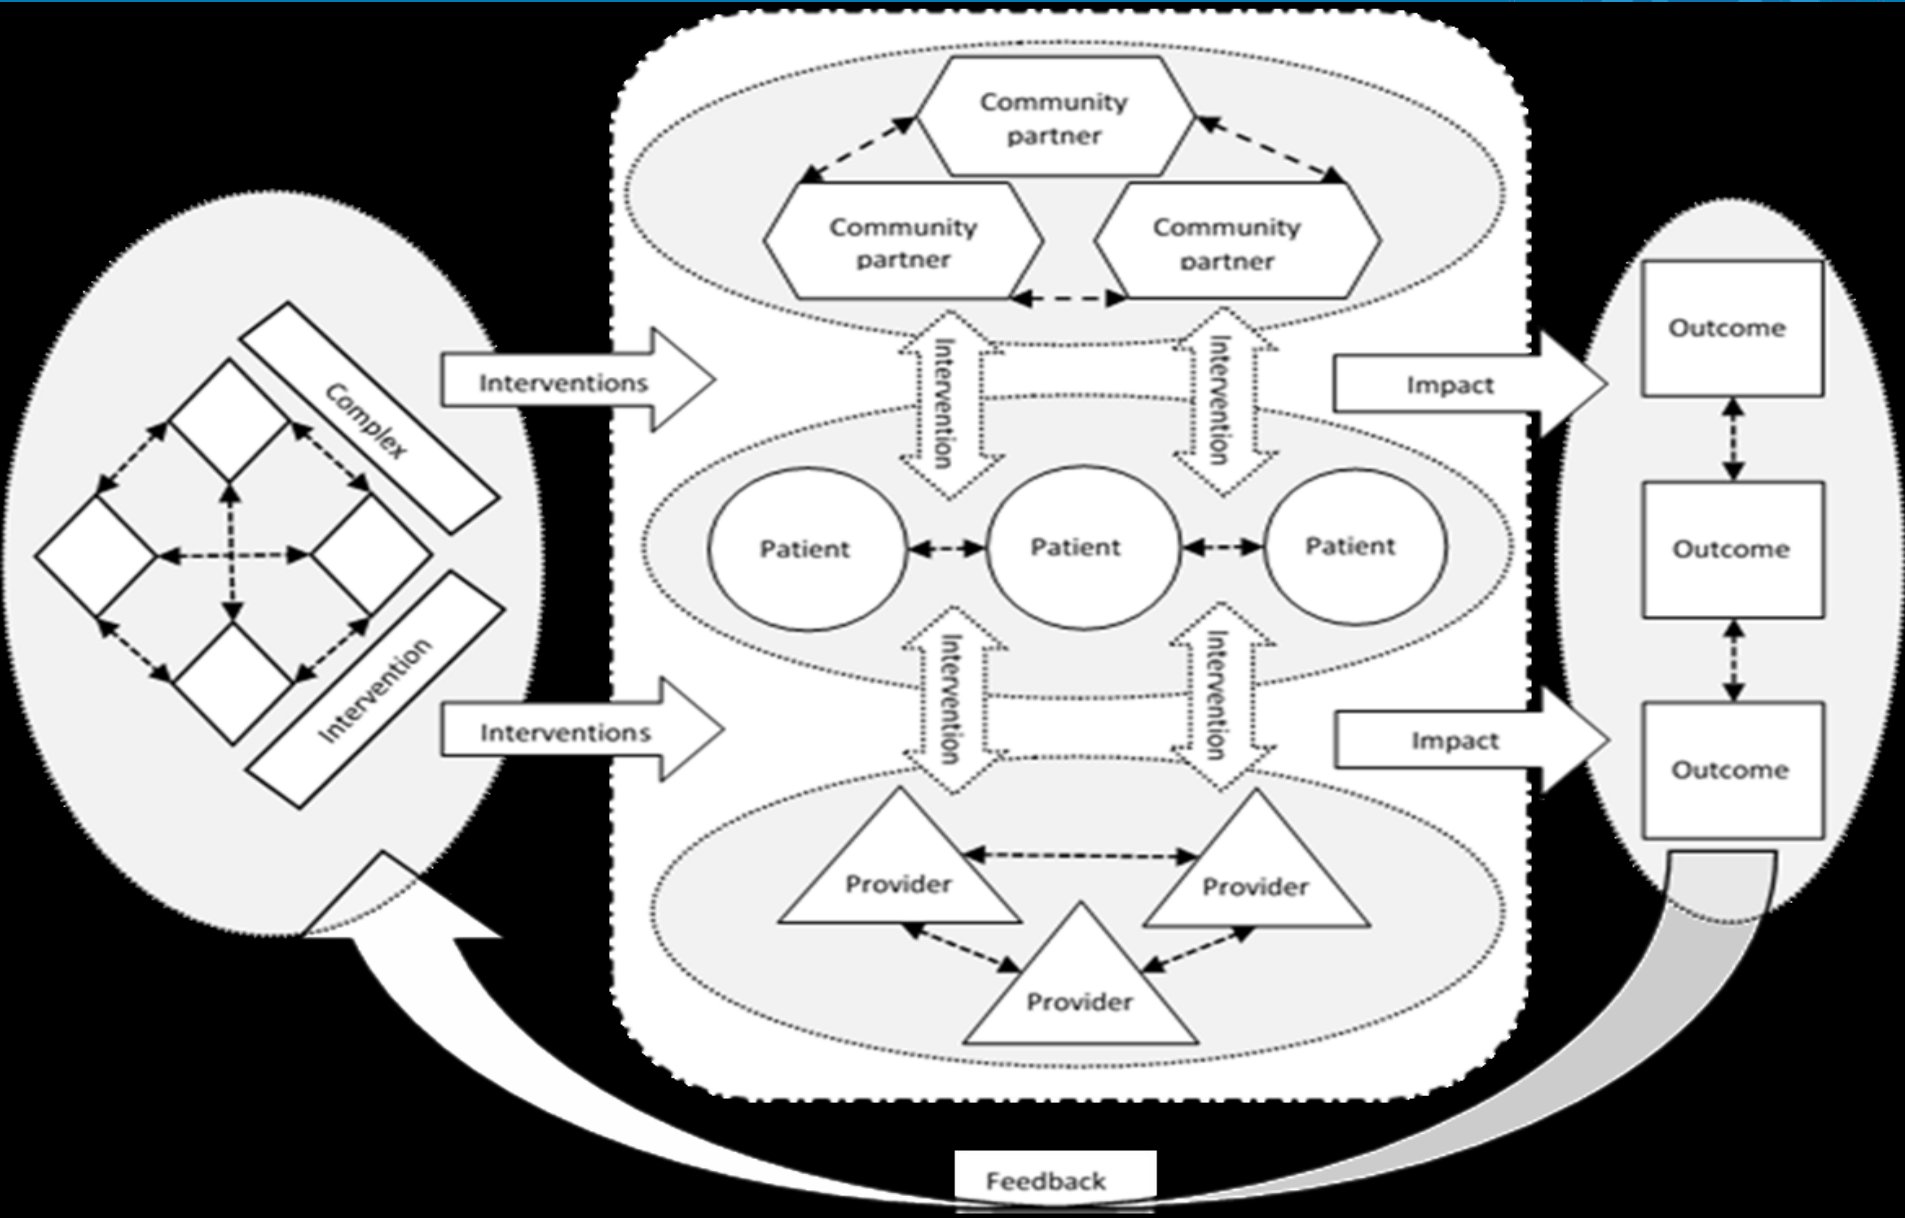 Community
partner
Community
partner
Community
partner
Complex
Intervention
Interventions
Interventions
Intervention
Intervention
Patient
Patient
Patient
Intervention
Intervention
Provider
Provider
Provider
Impact
Impact
Outcome
Outcome
Outcome
Feedback